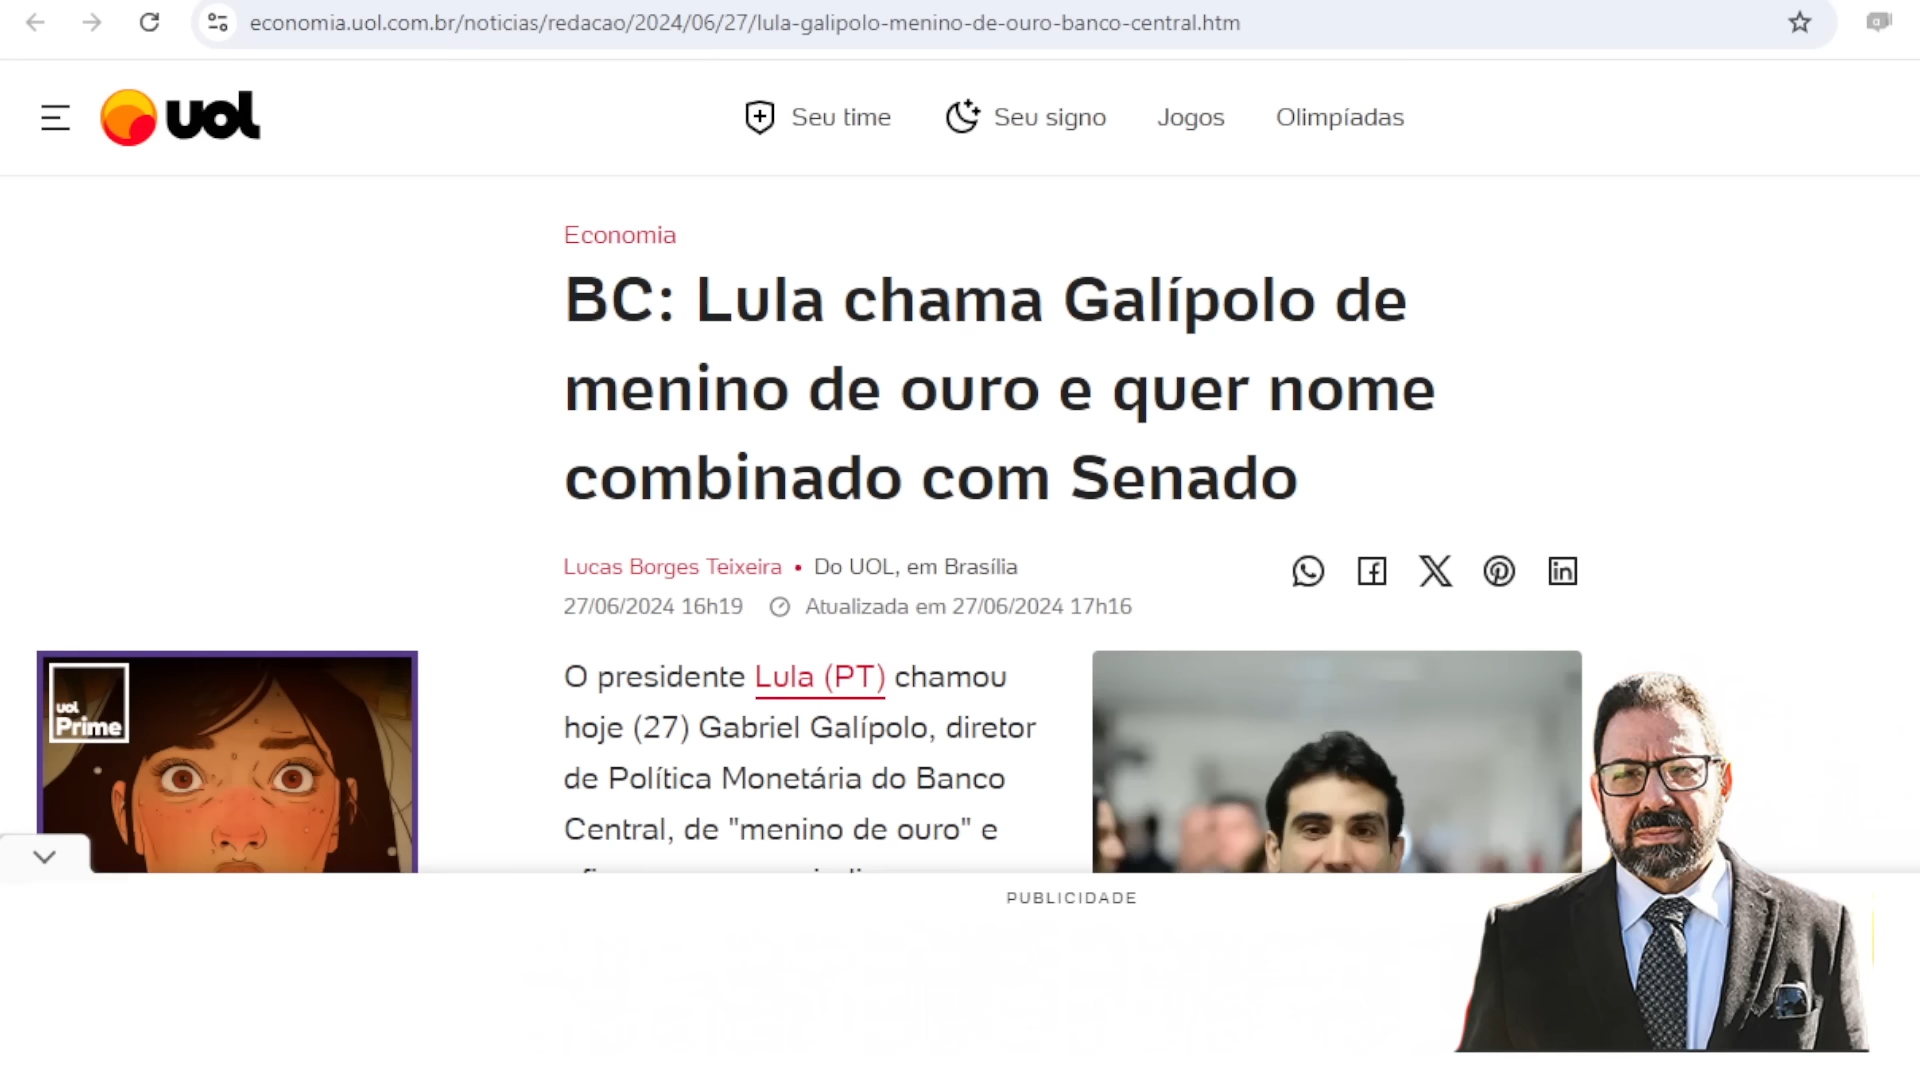 economia.uol.com.br/noticias/redacao/2024/06/27/lula-galipolo-menino-de-ouro-banco-central.htm
uol
Seu time
Seu signo
Jogos
Olimpíadas
Economia
BC: Lula chama Galípolo de
menino de ouro e quer nome
combinado com Senado
Lucas Borges Teixeira • Do UOL, em Brasília
27/06/2024 16h19 Atualizada em 27/06/2024 17h16
uol
Prime
O presidente Lula (PT) chamou
hoje (27) Gabriel Galípolo, diretor
de Política Monetária do Banco
Central, de "menino de ouro" e
PUBLICIDADE